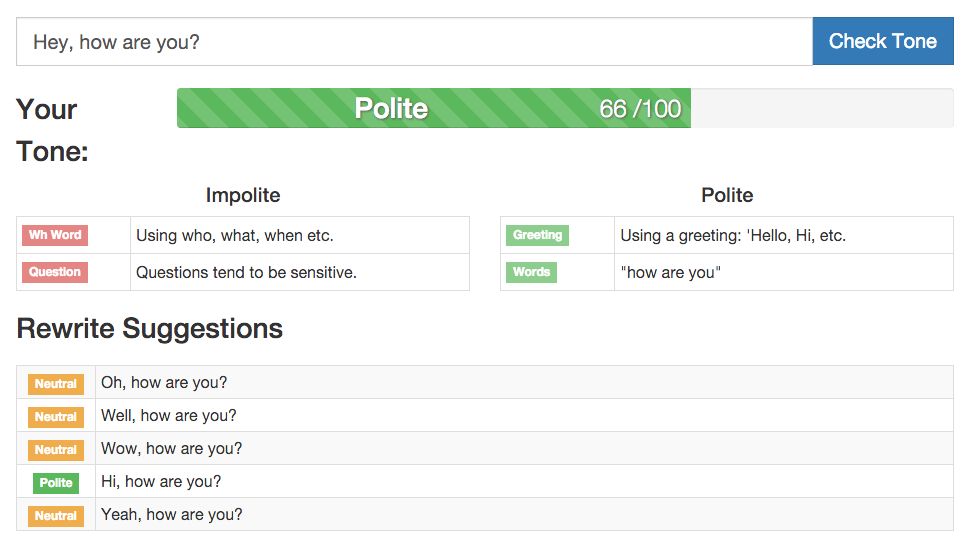 Hey, how are you?
Check Tone
Your
Tone:
Polite
66 /100
Impolite
Wh Word
Using who, what, when etc.
Question
Questions tend to be sensitive.
Polite
Greeting
Using a greeting: 'Hello, Hi, etc.
Words
"how are you"
Rewrite Suggestions
Neutral
Oh, how are you?
Neutral
Well, how are you?
Neutral
Wow, how are you?
Polite
Hi, how are you?
Neutral
Yeah, how are you?